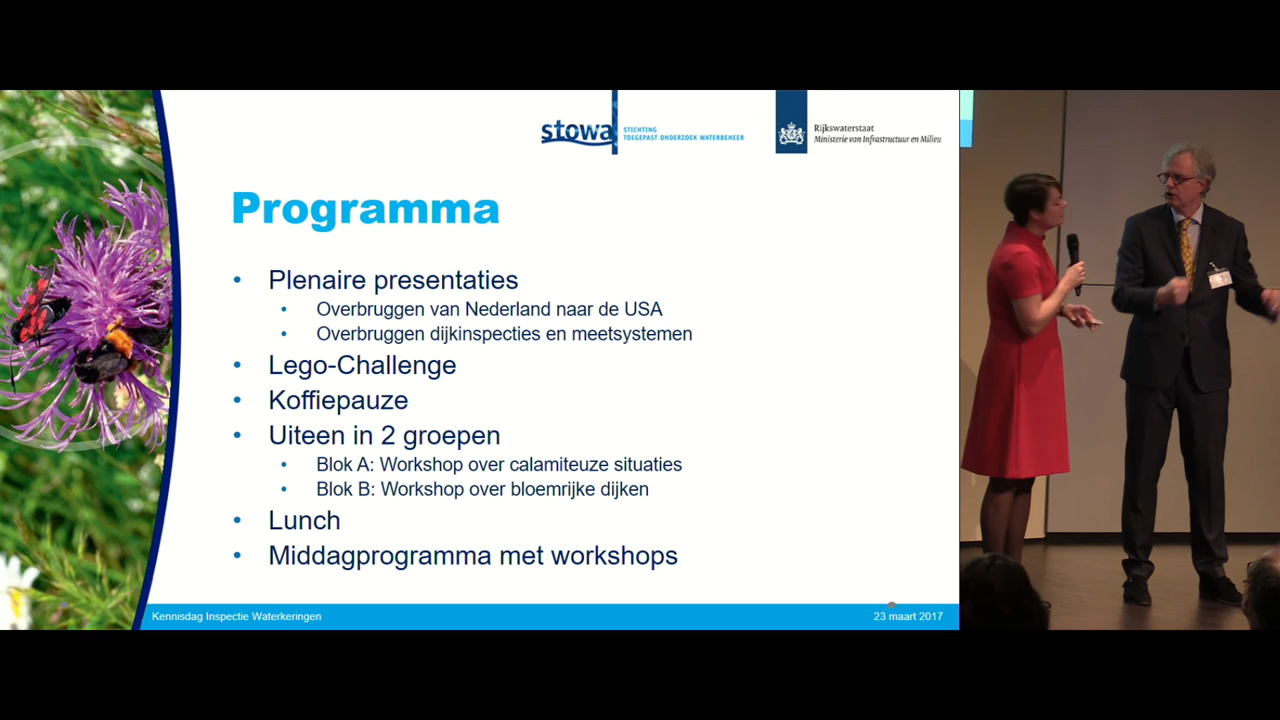 stowa
STICHTING
TOEGEPAST ONDERZOEK WATERBEHEER
Rijkswaterstaat
Ministerie van Infrastructuur en Milieu
Programma
• Plenaire presentaties
• Overbruggen van Nederland naar de USA
• Overbruggen dijkinspecties en meetsystemen
• Lego-Challenge
• Koffiepauze
• Uiteen in 2 groepen
• Blok A: Workshop over calamiteuze situaties
• Blok B: Workshop over bloemrijke dijken
• Lunch
• Middagprogramma met workshops
Kennisdag Inspectie Waterkeringen
23 maart 2017